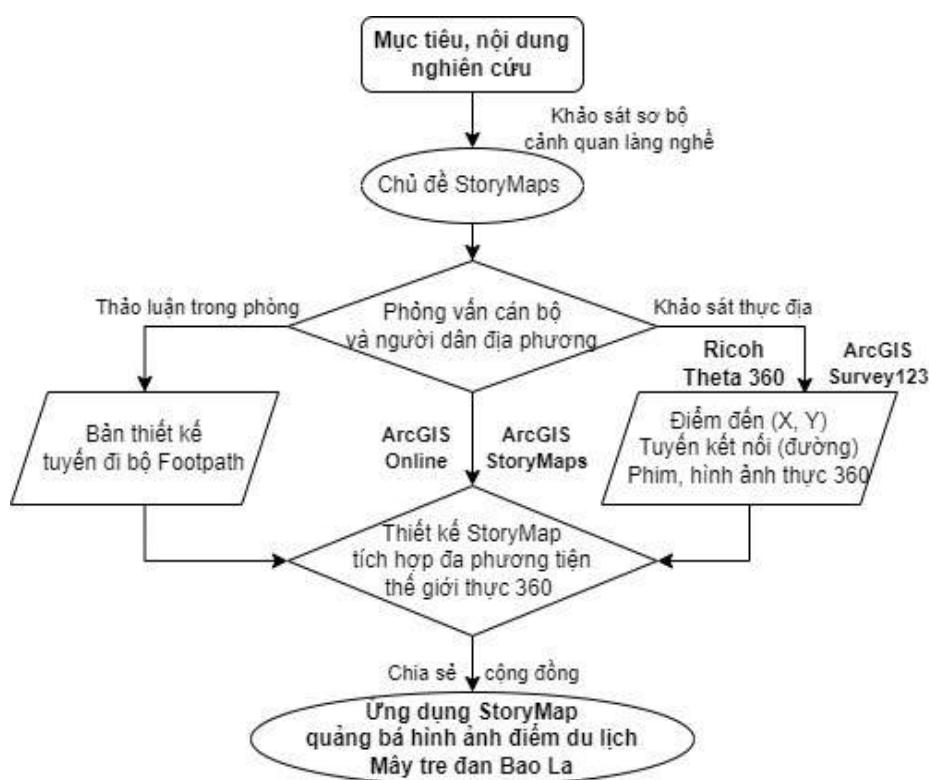 Mục tiêu, nội dung
nghiên cứu
Khảo sát sơ bộ
cảnh quan làng nghề
Chủ đề StoryMaps
Thảo luận trong phòng
Phỏng vấn cán bộ
và người dân địa phương
Khảo sát thực địa
Ricoh
Theta 360
ArcGIS
Survey123
Bản thiết kế
tuyến đi bộ Footpath
ArcGIS
Online
ArcGIS
StoryMaps
Điểm đến (X, Y)
Tuyến kết nối (đường)
Phim, hình ảnh thực 360
Thiết kế StoryMap
tích hợp đa phương tiện
thế giới thực 360
Chia sẻ cộng đồng
Ứng dụng StoryMap
quảng bá hình ảnh điểm du lịch
Mây tre đan Bao La